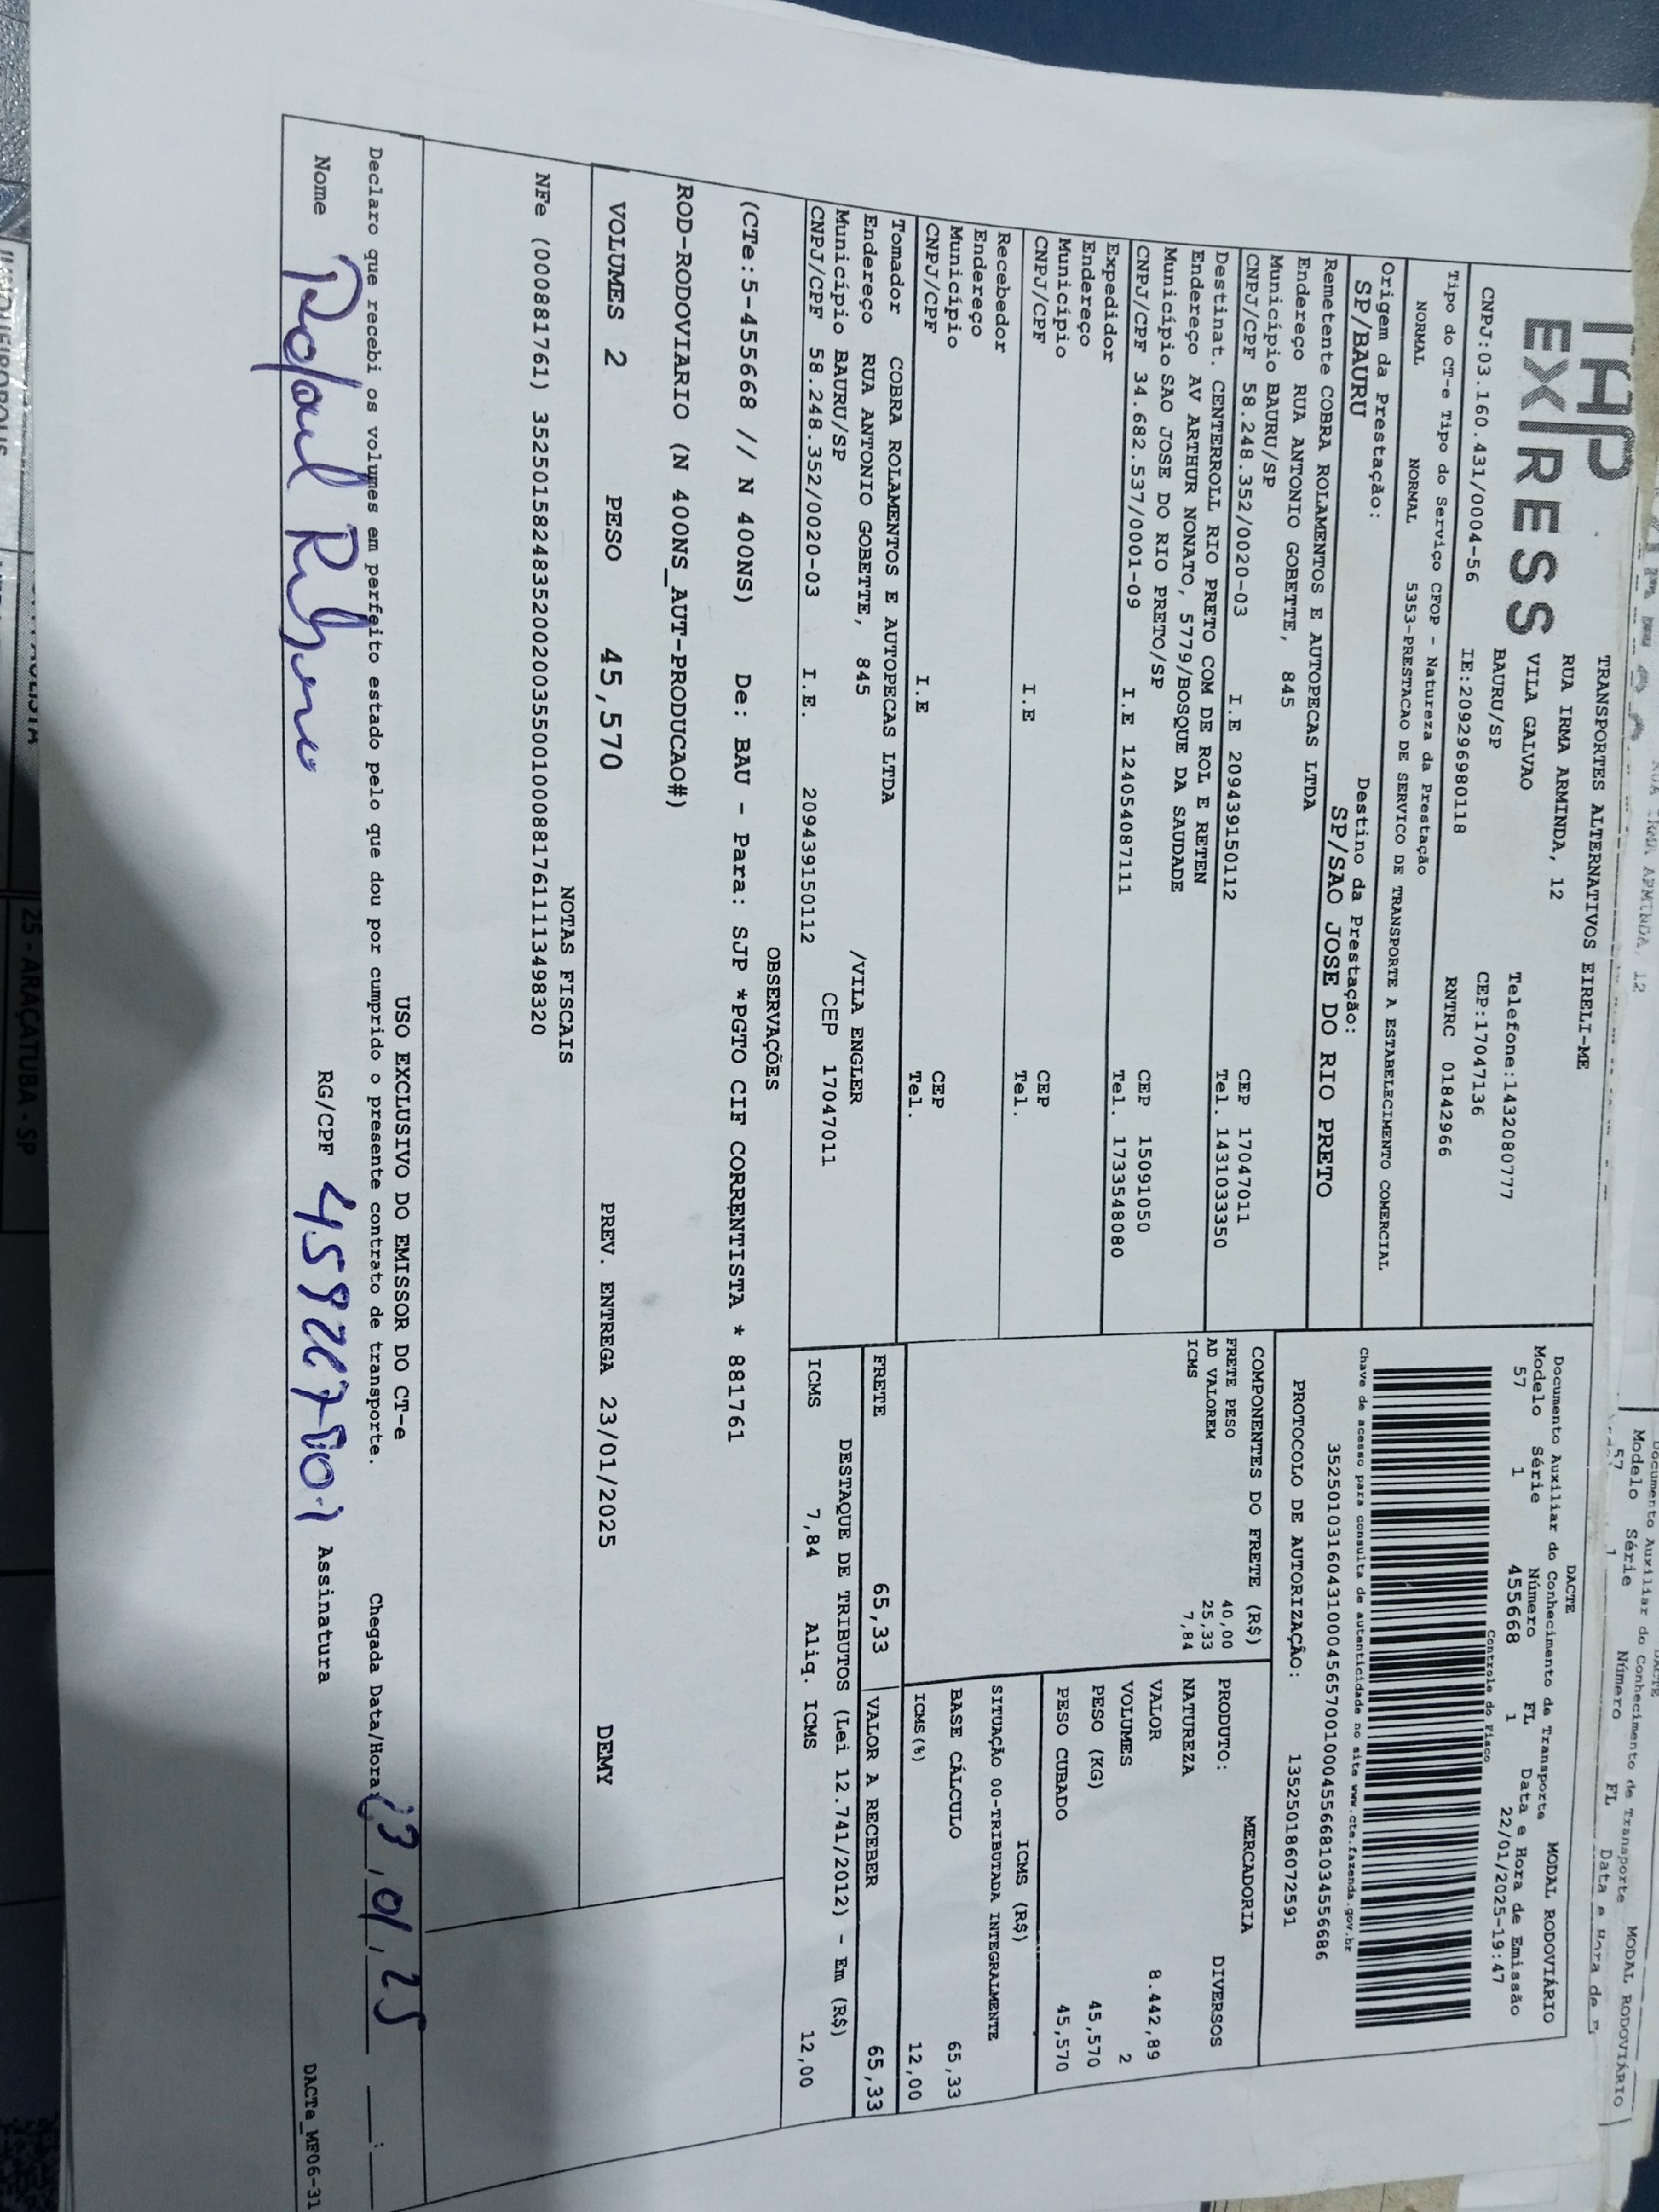 TRANSPORTES ALTERNATIVOS EIRELI-ME
RUA IRMA ARMINDA, 12
VILA GALVAO
BAURU/SP
Telefone:1432080777
CEP:17047136
CNPJ:03.160.431/0004-56 IE:209296980118 RNTRC 01842966
EXPRESS
Tipo do CT-e Tipo do Serviço CFOP - Natureza da Prestação
NORMAL NORMAL 5353-PRESTACAO DE SERVICO DE TRANSPORTE A ESTABELECIMENTO COMERCIAL
Origem da Prestação: Destino da Prestação:
SP/BAURU SP/SAO JOSE DO RIO PRETO
Remetente COBRA ROLAMENTOS E AUTOPECAS LTDA
Endereço RUA ANTONIO GOBETTE, 845
Município BAURU/SP CEP 17047011
CNPJ/CPF 58.248.352/0020-03 I.E 209439150112 Tel. 1431033350
Destinat. CENTERROLL RIO PRETO COM DE ROL E RETEN
Endereço AV ARTHUR NONATO, 5779/BOSQUE DA SAUDADE
Município SAO JOSE DO RIO PRETO/SP CEP 15091050
CNPJ/CPF 34.682.537/0001-09 I.E 124054087111 Tel. 1733548080
Expedidor
Endereço
Município CEP
CNPJ/CPF I.E Tel.
Recebedor
Endereço
Município CEP
CNPJ/CPF I.E Tel.
Tomador COBRA ROLAMENTOS E AUTOPECAS LTDA
Endereço RUA ANTONIO GOBETTE, 845 /VILA ENGLER
Município BAURU/SP CEP 17047011
CNPJ/CPF 58.248.352/0020-03 I.E. 209439150112
DACTE
Documento Auxiliar do Conhecimento de Transporte MODAL RODOVIÁRIO
Modelo Série Número FL Data e Hora de Emissão
57 1 455668 1 22/01/2025-19:47
Controle do Fisco
Chave de acesso para consulta de autenticidade no site www.cte.fazenda.gov.br
35250103160431000456570010004556681034556686
PROTOCOLO DE AUTORIZAÇÃO: 135250186072591
COMPONENTES DO FRETE (R$)
FRETE PESO 40,00
AD VALOREM 25,33
ICMS 7,84
MERCADORIA
PRODUTO: DIVERSOS
NATUREZA
VALOR 8.442,89
VOLUMES 2
PESO (KG) 45,570
PESO CUBADO 45,570
ICMS (R$)
SITUAÇÃO 00-TRIBUTADA INTEGRALMENTE
BASE CÁLCULO 65,33
ICMS(%) 12,00
FRETE 65,33 VALOR A RECEBER 65,33
DESTAQUE DE TRIBUTOS (Lei 12.741/2012) - Em (R$)
ICMS 7,84 Aliq. ICMS 12,00
OBSERVAÇÕES
(CTe:5-455668 // N 400NS) De: BAU - Para: SJP *PGTO CIF CORRENTISTA * 881761
ROD-RODOVIARIO (N 400NS_AUT-PRODUCAO#)
VOLUMES 2 PESO 45,570 PREV. ENTREGA 23/01/2025 DEMY
NOTAS FISCAIS
NFe (000881761) 35250158248352002003550010008817611113498320
USO EXCLUSIVO DO EMISSOR DO CT-e
Declaro que recebi os volumes em perfeito estado pelo que dou por cumprido o presente contrato de transporte. Chegada Data/Hora 23,01,25
Nome RG/CPF Assinatura
DACTe_MF06-31
25 - ARAÇATUBA - SP